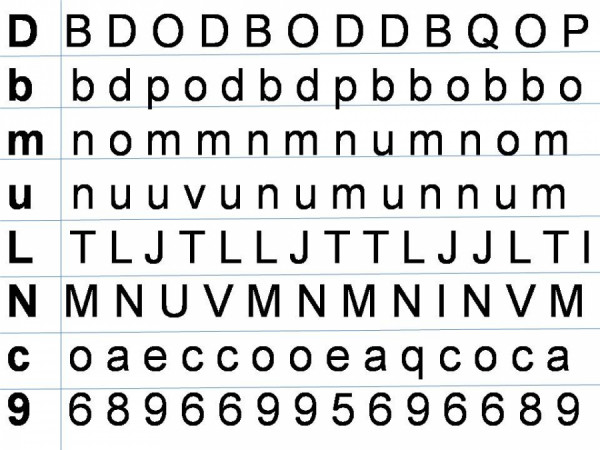 D B D O D B O D D B Q O P
b b d p o d b d p b b o b b o
m n o m m n m n u m n o m
u n u u v u n u m u n n u m
L T L J T L L J T T L J J L T I
N M N U V M N M N I N V M
c o a e c c o o e a q c o c a
9 6 8 9 6 6 9 9 5 6 9 6 6 8 9